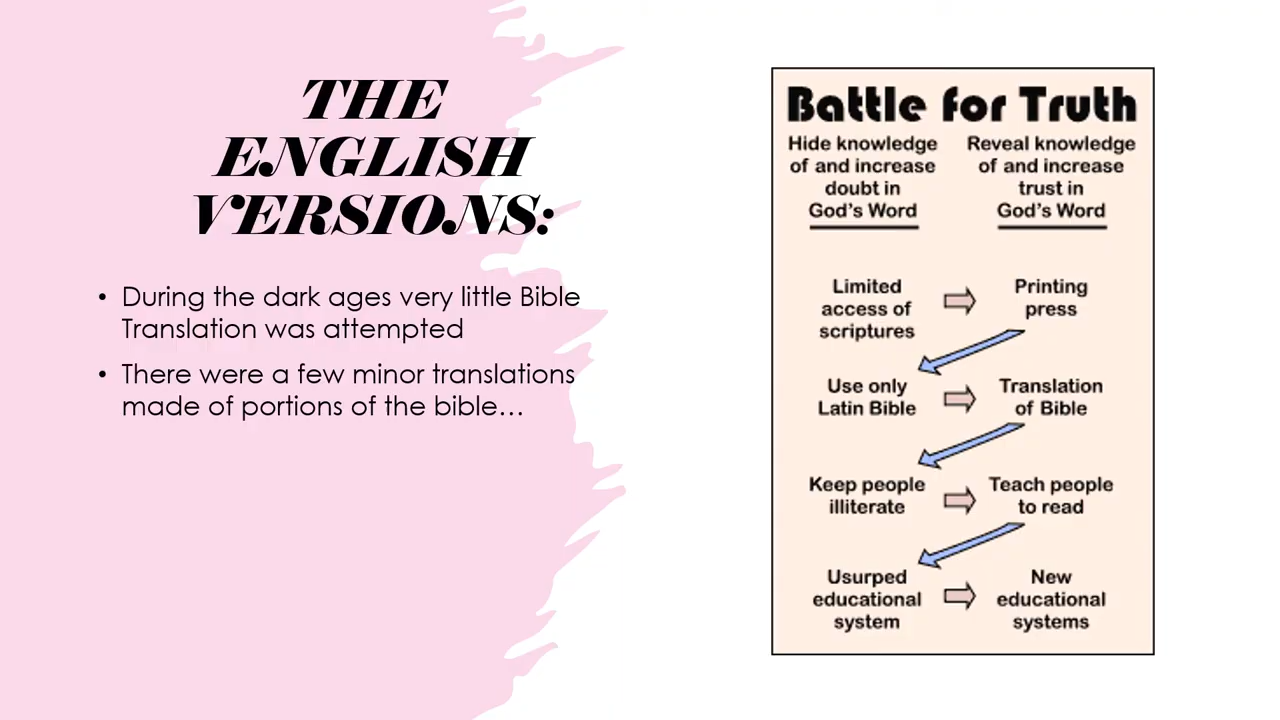 THE
ENGLISH
VERSIONS:
• During the dark ages very little Bible
Translation was attempted
• There were a few minor translations
made of portions of the bible…
Battle for Truth
Hide knowledge
of and increase
doubt in
God's Word
Reveal knowledge
of and increase
trust in
God's Word
Limited
access of
scriptures
Printing
press
Use only
Latin Bible
Translation
of Bible
Keep people
illiterate
Teach people
to read
Usurped
educational
system
New
educational
systems